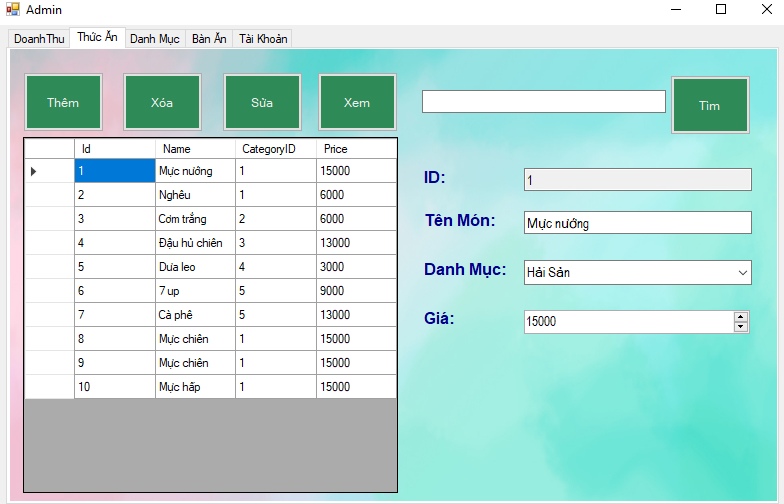 Admin
DoanhThu Thức Ăn Danh Mục Bàn Ăn Tài Khoản
Thêm Xóa Sửa Xem Tìm
Id Name CategoryID Price
1 Mực nướng 1 15000
2 Nghêu 1 6000
3 Cơm trắng 2 6000
4 Đậu hủ chiên 3 13000
5 Dưa leo 4 3000
6 7 up 5 9000
7 Cà phê 5 13000
8 Mực chiên 1 15000
9 Mực chiên 1 15000
10 Mực hấp 1 15000
ID: 1
Tên Món: Mực nướng
Danh Mục: Hải Sản
Giá: 15000